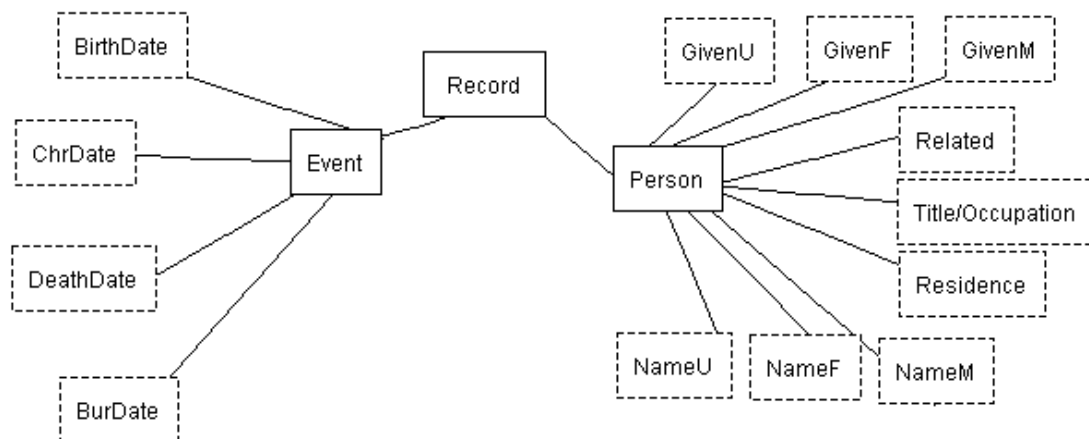 BirthDate
GivenU
GivenF
GivenM
Record
ChrDate
Event
Related
Person
Title/Occupation
DeathDate
Residence
NameU
NameF
NameM
BurDate